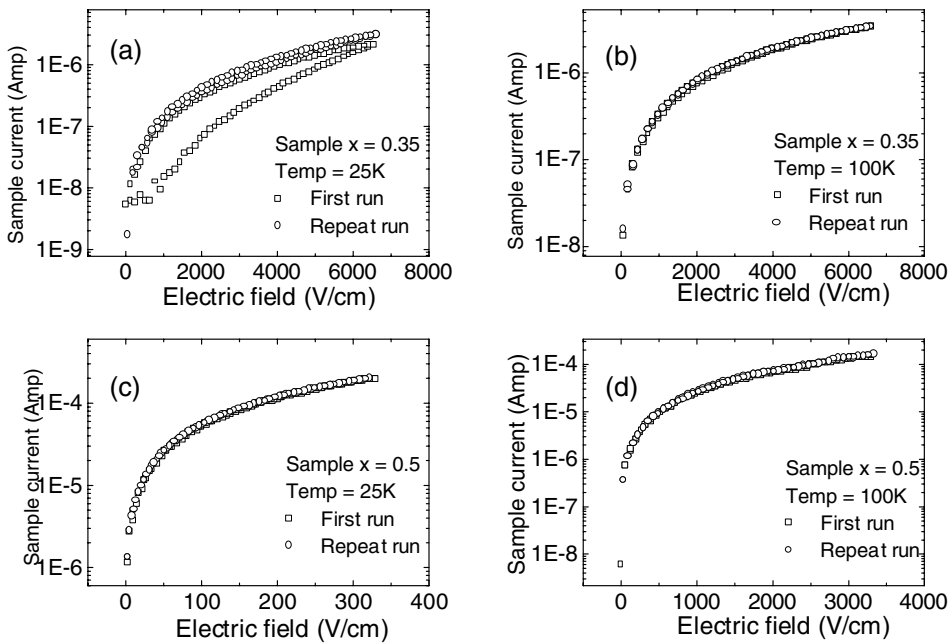 (a)
Sample current (Amp)
1E-6
1E-7
1E-8
1E-9
Sample x = 0.35
Temp = 25K
First run
Repeat run
0 2000 4000 6000 8000
Electric field (V/cm)
(b)
Sample current (Amp)
1E-6
1E-7
1E-8
Sample x = 0.35
Temp = 100K
First run
Repeat run
0 2000 4000 6000 8000
Electric field (V/cm)
(c)
Sample current (Amp)
1E-4
1E-5
1E-6
Sample x = 0.5
Temp = 25K
First run
Repeat run
0 100 200 300 400
Electric field (V/cm)
(d)
Sample current (Amp)
1E-4
1E-5
1E-6
1E-7
1E-8
Sample x = 0.5
Temp = 100K
First run
Repeat run
0 1000 2000 3000 4000
Electric field (V/cm)